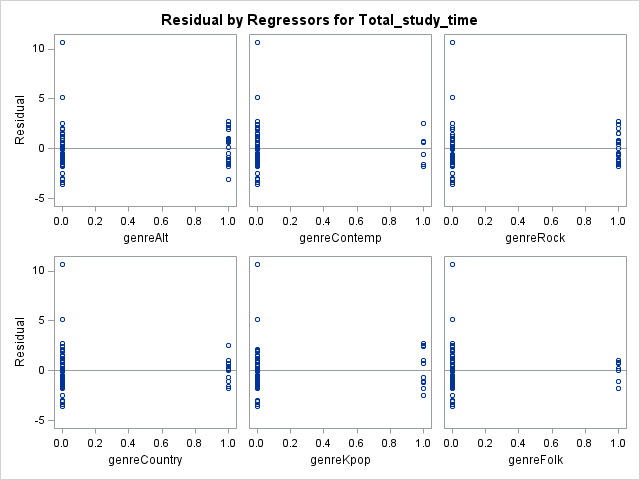 Residual by Regressors for Total_study_time
10
5
0
-5
Residual
0.0 0.2 0.4 0.6 0.8 1.0
0.0 0.2 0.4 0.6 0.8 1.0
0.0 0.2 0.4 0.6 0.8 1.0
genreAlt
genreContemp
genreRock
10
5
0
-5
Residual
0.0 0.2 0.4 0.6 0.8 1.0
0.0 0.2 0.4 0.6 0.8 1.0
0.0 0.2 0.4 0.6 0.8 1.0
genreCountry
genreKpop
genreFolk